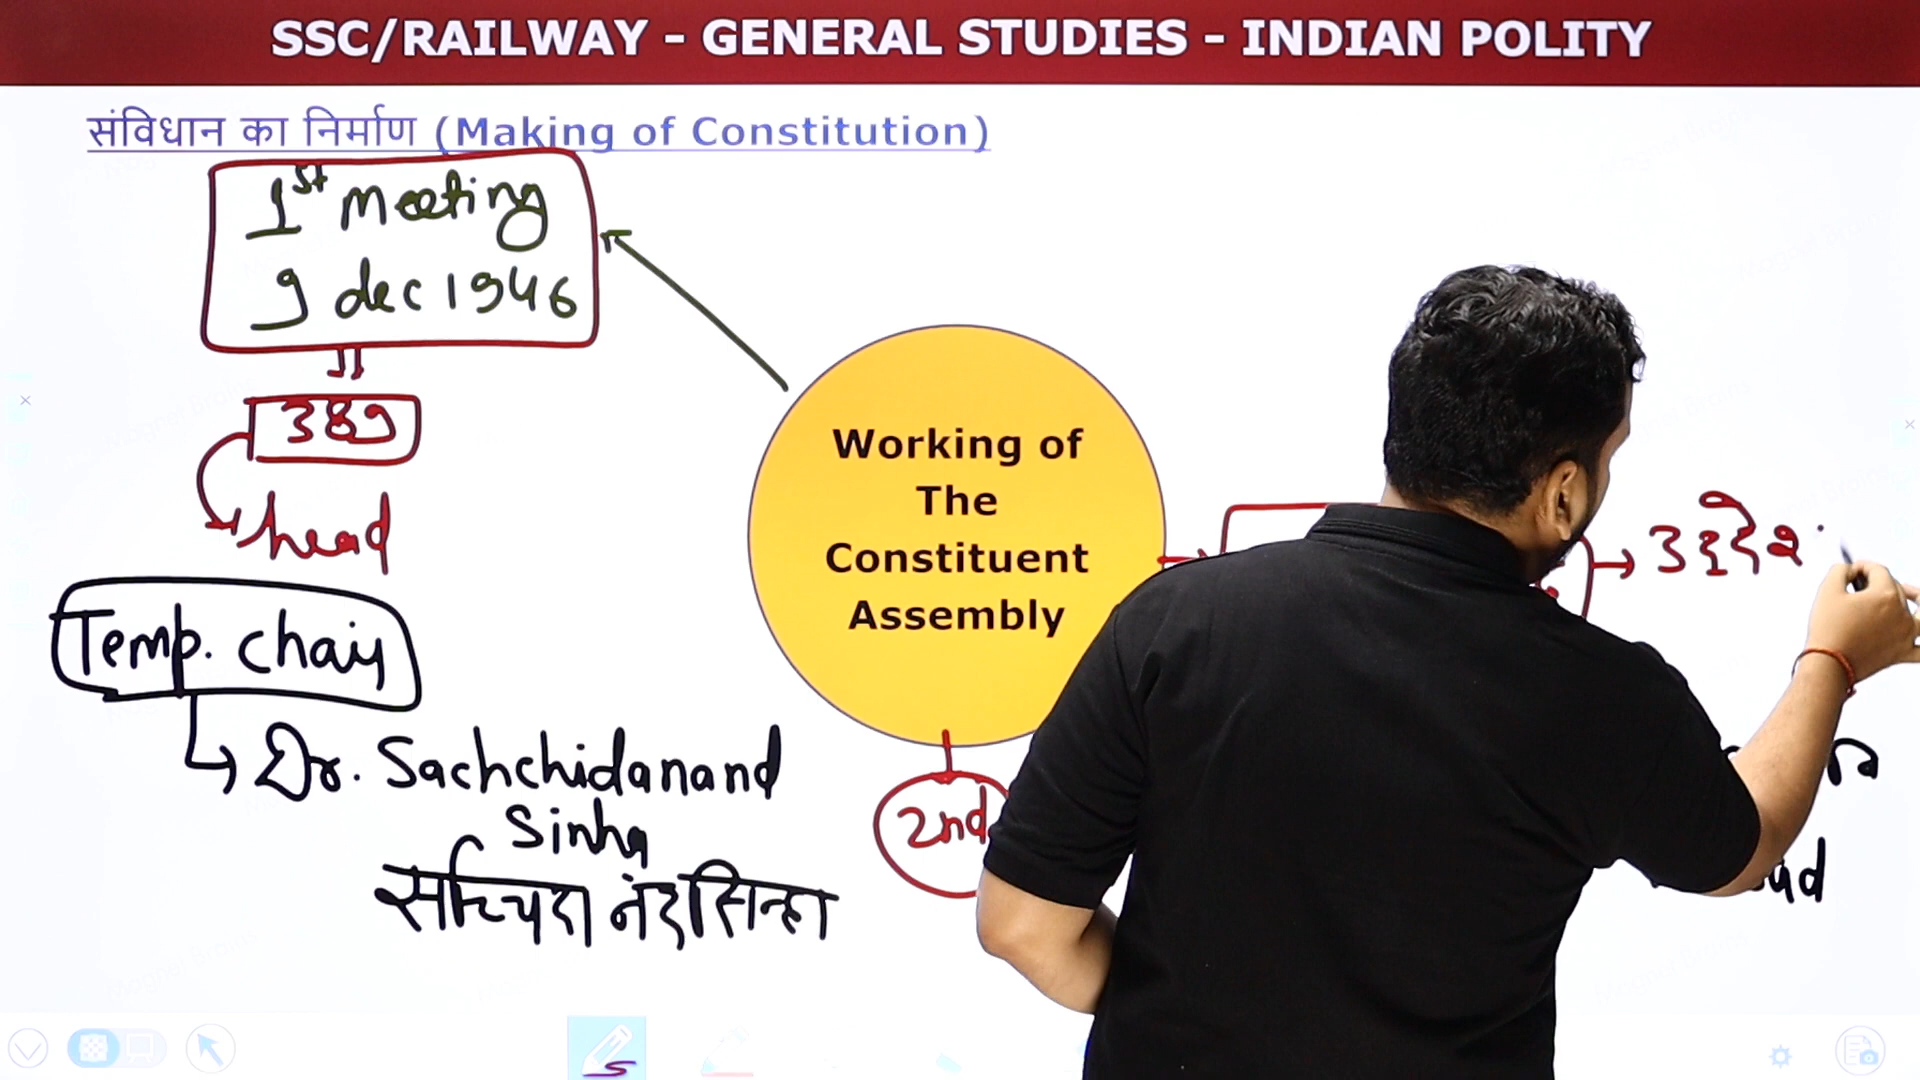 SSC/RAILWAY - GENERAL STUDIES - INDIAN POLITY
संविधान का निर्माण (Making of Constitution)
1st meeting
9 dec 1946
389
head
Temp. chair
Dr. Sachchidanand
Sinha
सच्चिदानंद सिन्हा
Working of
The
Constituent
Assembly
2nd
उद्देश